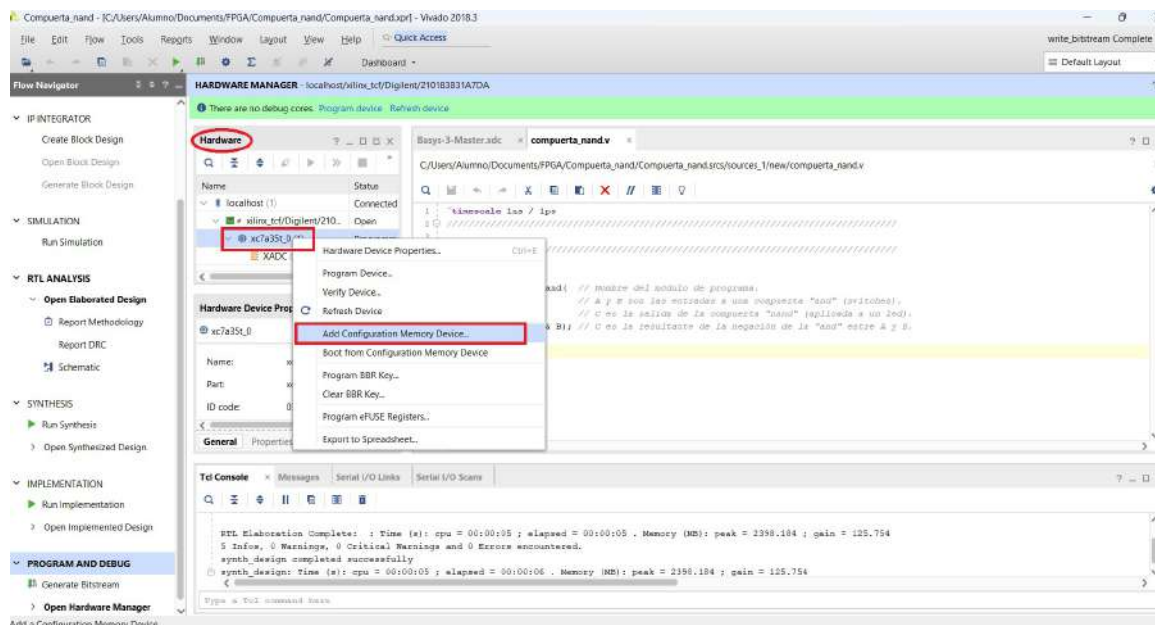 Compuerta_nand - [C:/Users/Alumno/Documents/FPGA/Compuerta_nand/Compuerta_nand.xpr] - Vivado 2018.3
File Edit Flow Tools Reports Window Layout View Help Quick Access
write_bitstream Complete
Dashboard
Default Layout
Flow Navigator
HARDWARE MANAGER - localhost/xilinx_tcf/Digilent/210183831A7DA
There are no debug cores. Program device Refresh device
IP INTEGRATOR
Create Block Design
Open Block Design
Generate Block Design
SIMULATION
Run Simulation
RTL ANALYSIS
Open Elaborated Design
Report Methodology
Report DRC
Schematic
SYNTHESIS
Run Synthesis
Open Synthesized Design
IMPLEMENTATION
Run Implementation
Open Implemented Design
PROGRAM AND DEBUG
Generate Bitstream
Open Hardware Manager
Hardware
Name Status
localhost (1) Connected
xilinx_tcf/Digilent/210... Open
xc7a35t_0
XADC
Hardware Device Prop
xc7a35t_0
Name:
Part:
ID code:
General Properties
Hardware Device Properties... Ctrl+E
Program Device...
Verify Device...
Refresh Device
Add Configuration Memory Device...
Boot from Configuration Memory Device
Program BBR Key...
Clear BBR Key...
Program eFUSE Registers...
Export to Spreadsheet...
Basys-3-Master.xdc compuerta_nand.v
C:/Users/Alumno/Documents/FPGA/Compuerta_nand/Compuerta_nand.srcs/sources_1/new/compuerta_nand.v
1 `timescale 1ns / 1ps
and( // Nombre del módulo de programa.
// A y B son las entradas a una compuerta "and" (switches).
// C es la salida de la compuerta "nand" (aplicada a un led).
& B); // C es la resultante de la negación de la "and" entre A y B.
Tcl Console Messages Serial I/O Links Serial I/O Scans
RTL Elaboration Complete: : Time (s): cpu = 00:00:05 ; elapsed = 00:00:05 . Memory (MB): peak = 2398.184 ; gain = 125.754
5 Infos, 0 Warnings, 0 Critical Warnings and 0 Errors encountered.
synth_design completed successfully
synth_design: Time (s): cpu = 00:00:05 ; elapsed = 00:00:06 . Memory (MB): peak = 2398.184 ; gain = 125.754
Type a Tcl command here
Add a Configuration Memory Device